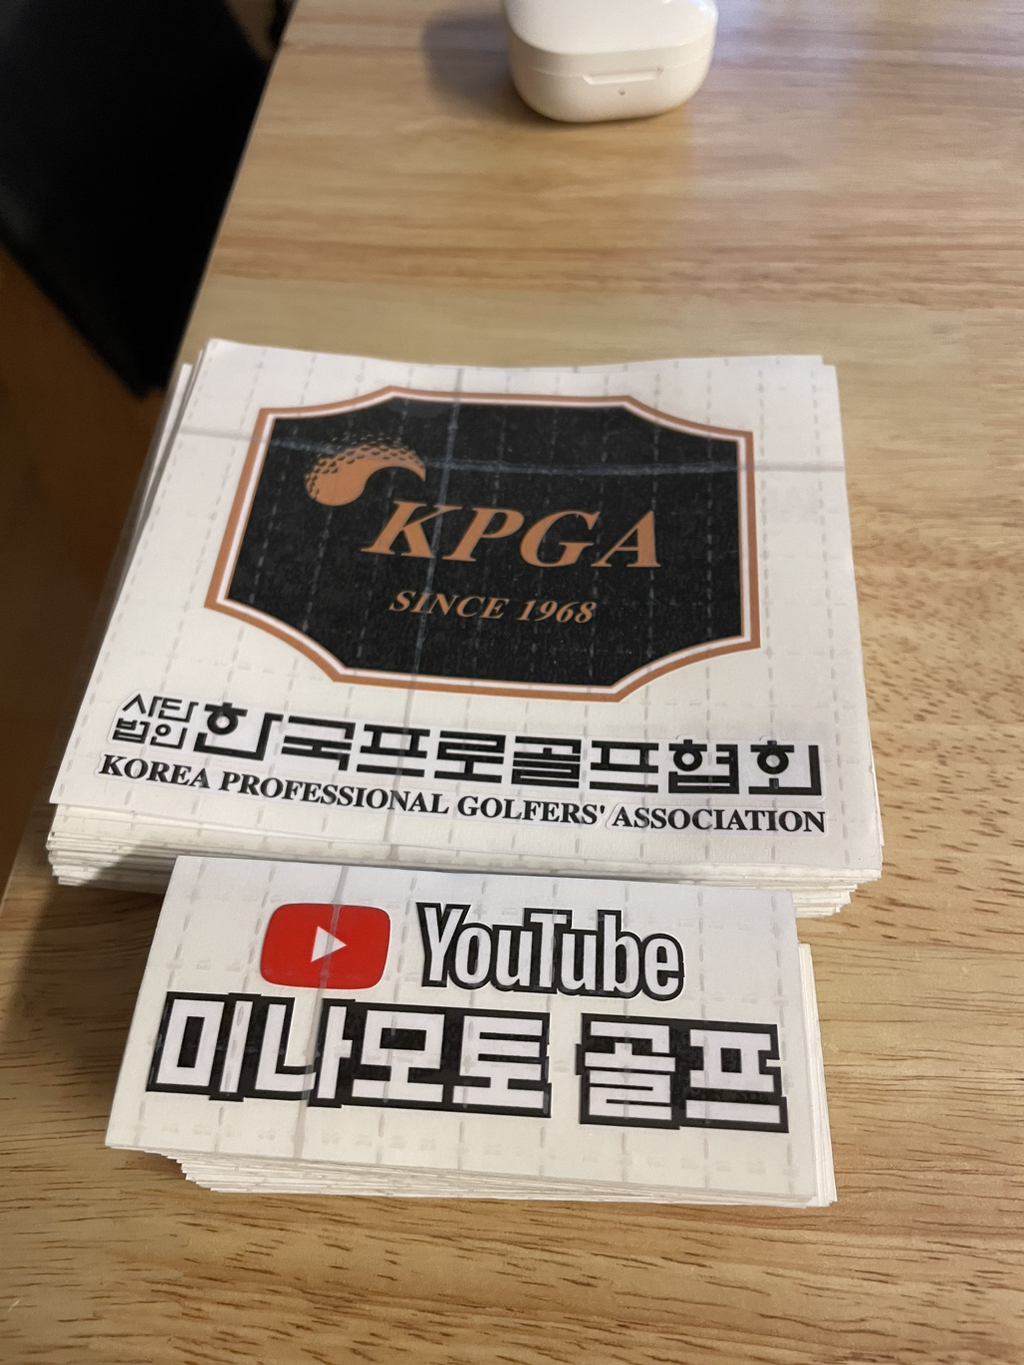 KPGA
SINCE 1968
사단
법인
한국프로골프협회
KOREA PROFESSIONAL GOLFERS' ASSOCIATION
YouTube
미나모토 골프